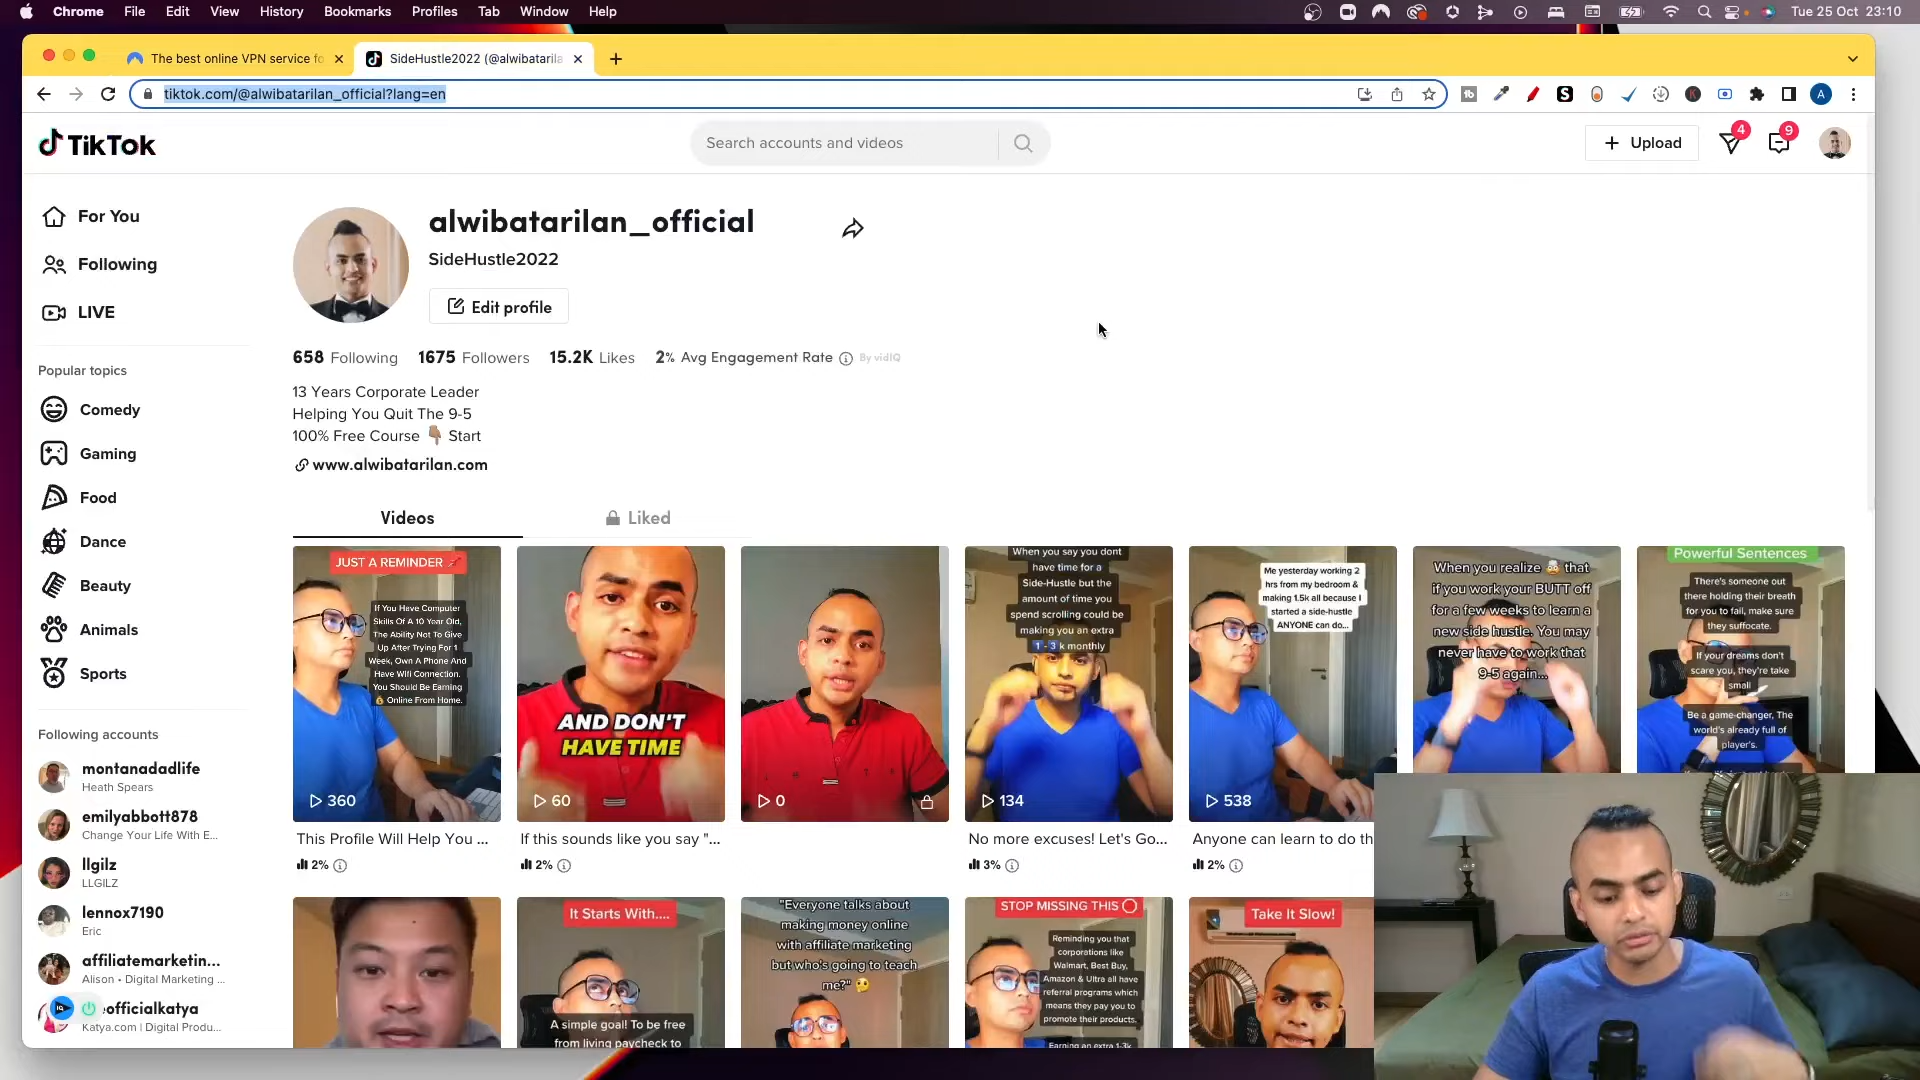 Chrome File Edit View History Bookmarks Profiles Tab Window Help
Tue 25 Oct 23:10
The best online VPN service fo
SideHustle2022 (@alwibatarila
tiktok.com/@alwibatarilan_official?lang=en
TikTok
Search accounts and videos
Upload
4
9
For You
Following
LIVE
Popular topics
Comedy
Gaming
Food
Dance
Beauty
Animals
Sports
Following accounts
montanadadlife
Heath Spears
emilyabbott878
Change Your Life With E...
llgilz
LLGILZ
lennox7190
Eric
affiliatemarketin...
Alison • Digital Marketing ...
eofficialkatya
Katya.com | Digital Produ...
alwibatarilan_official
SideHustle2022
Edit profile
658 Following 1675 Followers 15.2K Likes 2% Avg Engagement Rate By vidIQ
13 Years Corporate Leader
Helping You Quit The 9-5
100% Free Course 👇🏽 Start
www.alwibatarilan.com
Videos
Liked
JUST A REMINDER
If You Have Computer
Skills Of A 10 Year Old,
The Ability Not To Give
Up After Trying For 1
Week, Own A Phone And
Have Wifi Connection.
You Should Be Earning
💰 Online From Home.
360
This Profile Will Help You ...
2%
AND DON'T
HAVE TIME
60
If this sounds like you say "...
2%
0
When you say you dont
have time for a
Side-Hustle but the
amount of time you
spend scrolling could be
making you an extra
1 - 3 k monthly
134
No more excuses! Let's Go...
3%
Me yesterday working 2
hrs from my bedroom &
making 1.5k all because I
started a side-hustle
ANYONE can do...
538
Anyone can learn to do th
2%
When you realize 🤯 that
if you work your BUTT off
for a few weeks to learn a
new side hustle. You may
never have to work that
9-5 again...
Powerful Sentences
There's someone out
there holding their breath
for you to fail, make sure
they suffocate.
If your dreams don't
scare you, they're take
small
Be a game-changer, The
world's already full of
player's.
It Starts With....
A simple goal! To be free
from living paycheck to
"Everyone talks about
making money online
with affiliate marketing
but who's going to teach
me?" 🤔
STOP MISSING THIS ⭕
Reminding you that
corporations like
Walmart, Best Buy,
Amazon & Ultra all have
referral programs which
means they pay you to
promote their products.
Earning an extra 1-3k
Take It Slow!